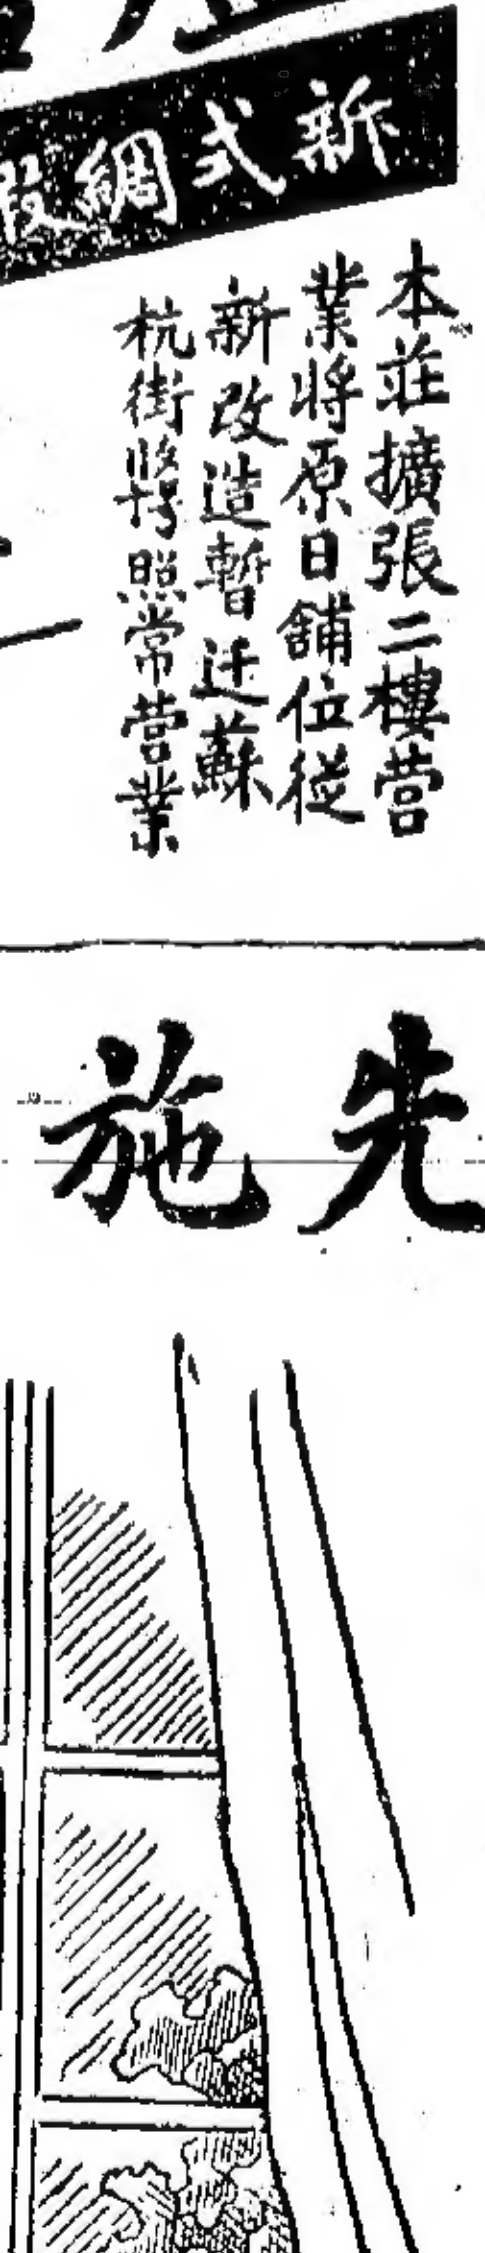 新式綢
本莊擴張二樓營
業將原日舖位從
新改造暫迁蘇
杭街照常營業
先施